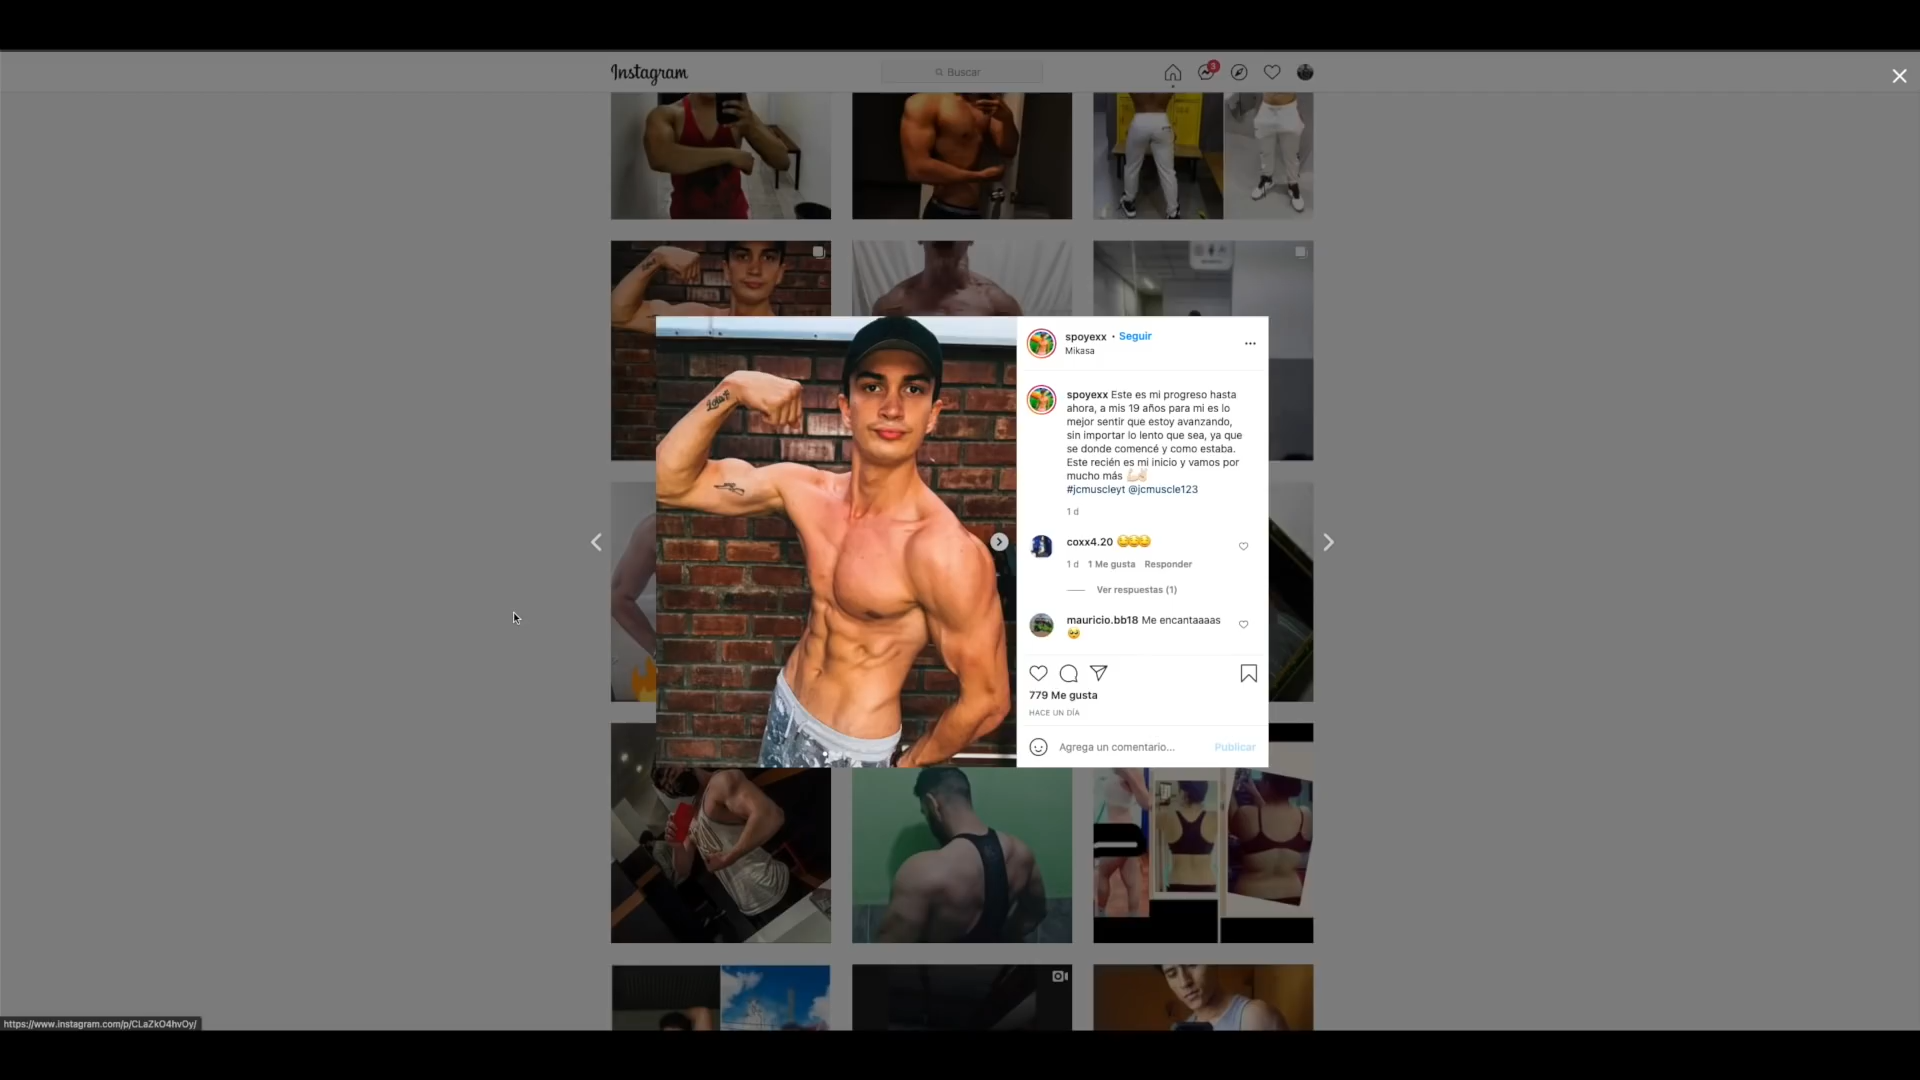 Instagram
Buscar
3
spoyexx • Seguir
Mikasa
spoyexx Este es mi progreso hasta
ahora, a mis 19 años para mi es lo
mejor sentir que estoy avanzando,
sin importar lo lento que sea, ya que
se donde comencé y como estaba.
Este recién es mi inicio y vamos por
mucho más 💪🏻✌🏻
#jcmuscleyt @jcmuscle123
1 d
coxx4.20 😂😂😂
1 d 1 Me gusta Responder
Ver respuestas (1)
mauricio.bb18 Me encantaaaas
🥺
779 Me gusta
HACE UN DÍA
Agrega un comentario... Publicar
https://www.instagram.com/p/CLaZkO4hvOy/